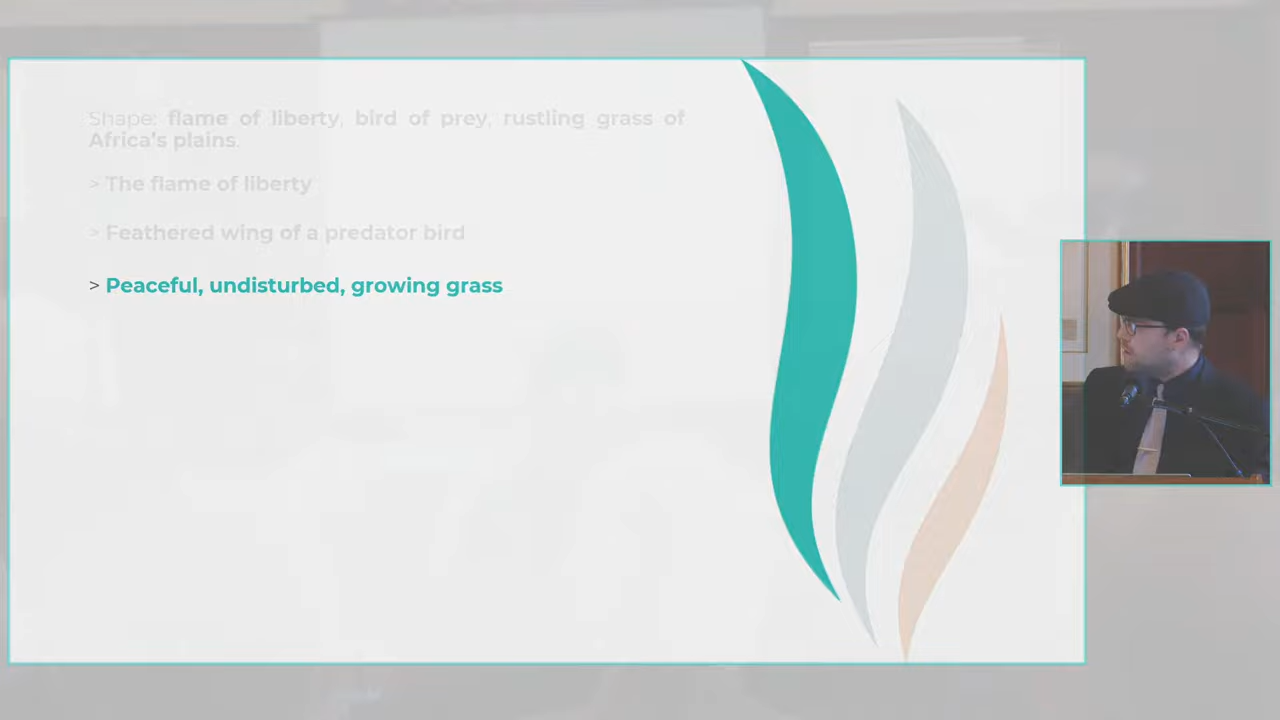 Shape: flame of liberty, bird of prey, rustling grass of
Africa's plains.
> The flame of liberty
> Feathered wing of a predator bird
> Peaceful, undisturbed, growing grass